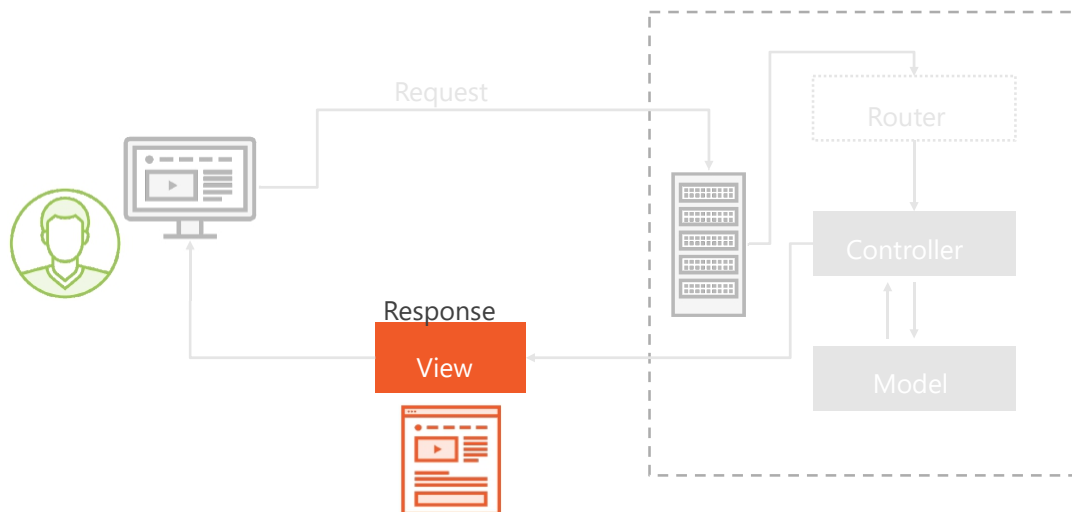 Request
Router
Controller
Response
View
Model